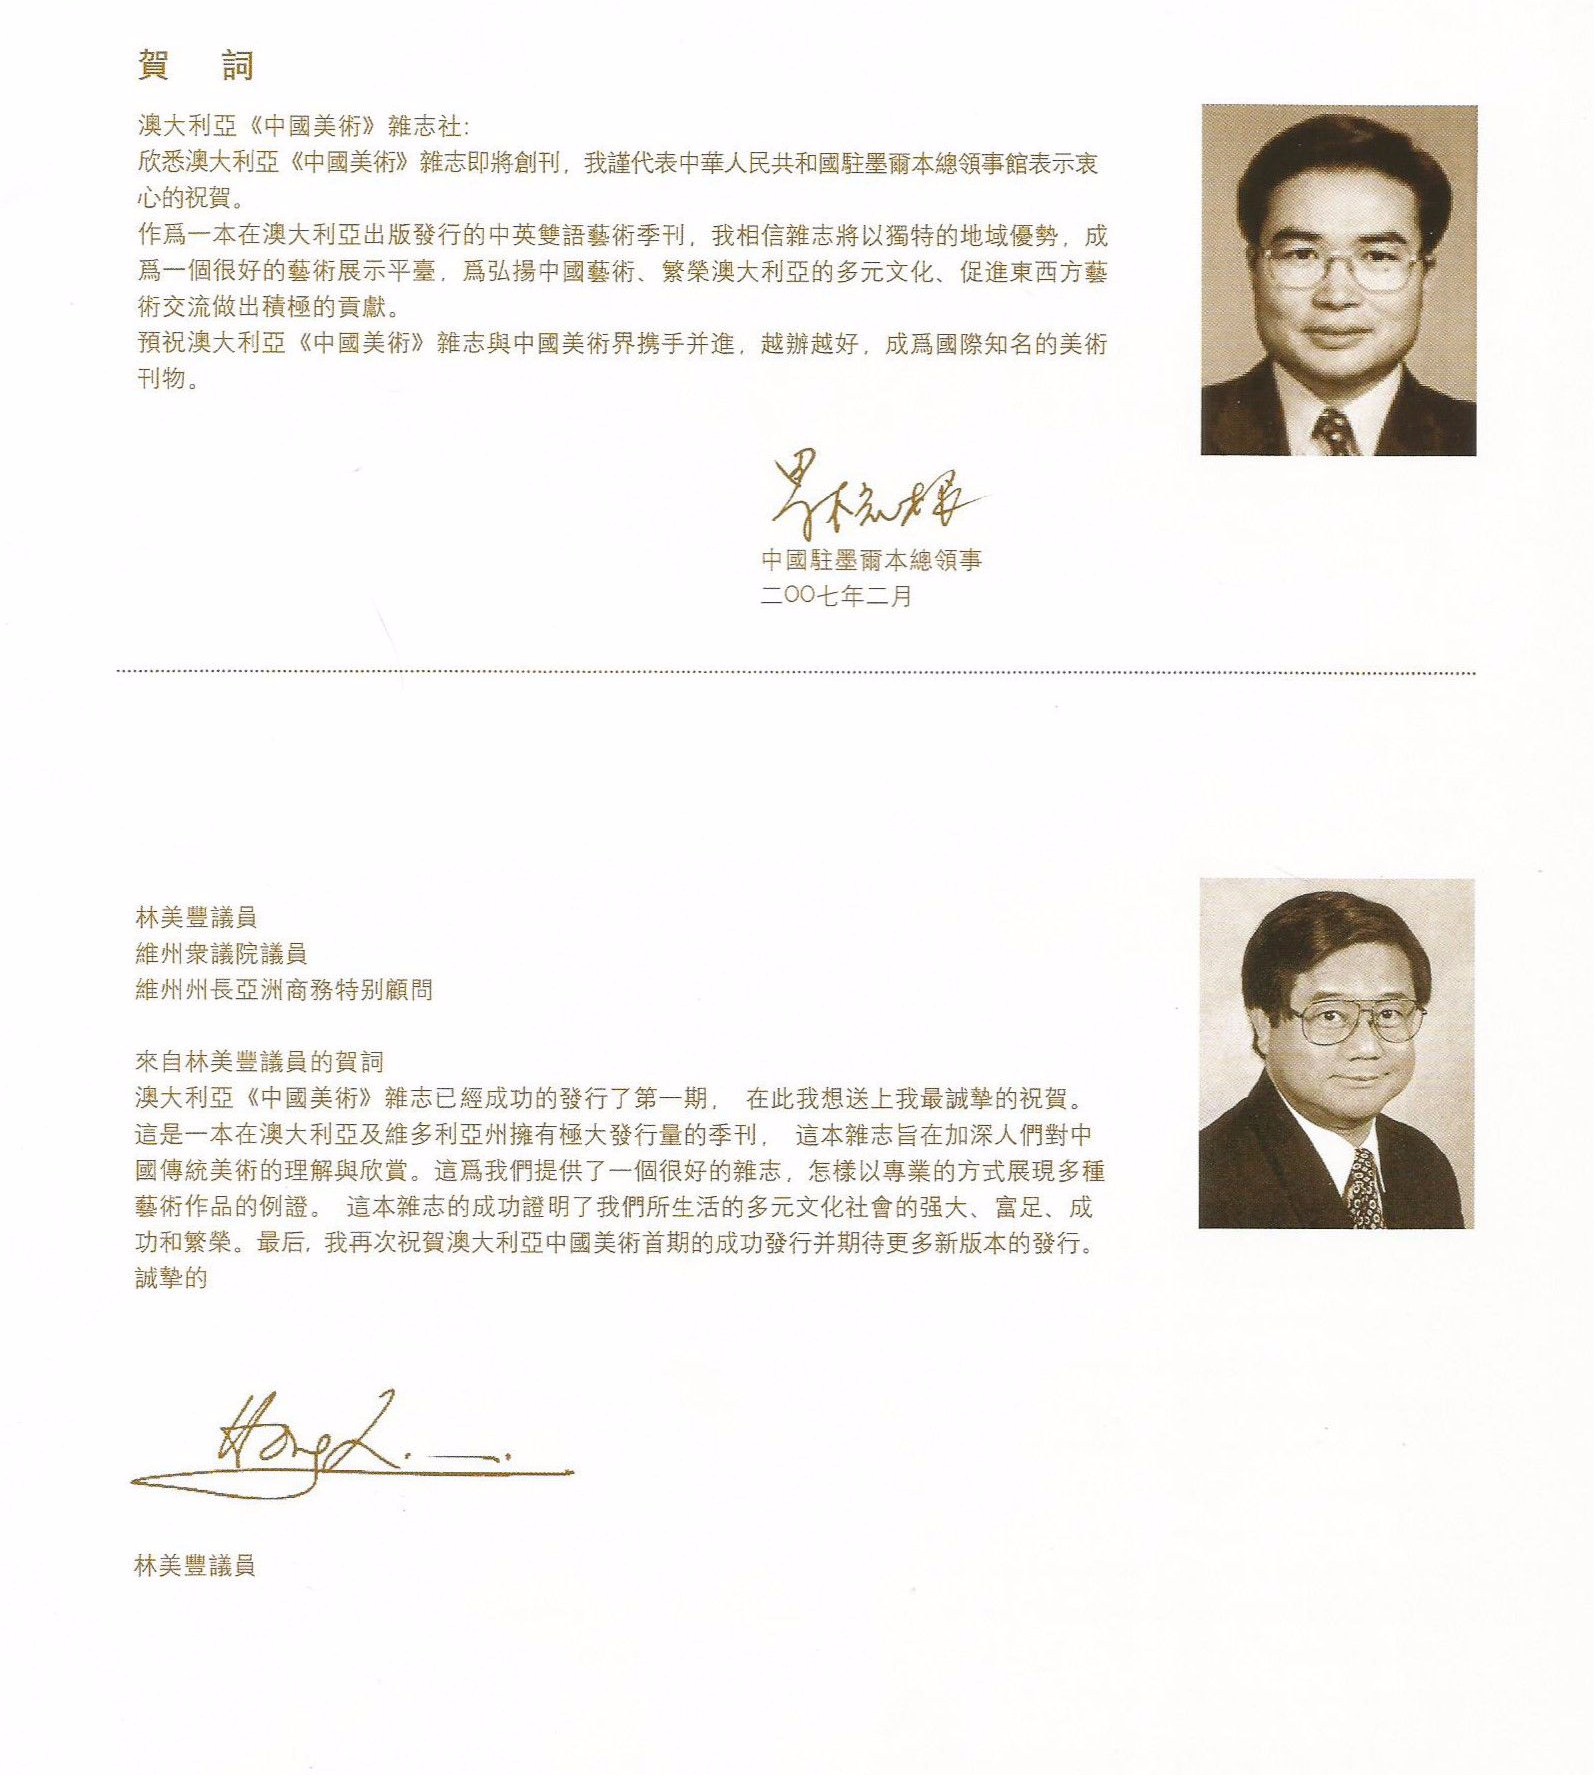 賀 詞
澳大利亞《中國美術》雜志社:
欣悉澳大利亞《中國美術》雜志即將創刊，我謹代表中華人民共和國駐墨爾本總領事館表示衷
心的祝賀。
作爲一本在澳大利亞出版發行的中英雙語藝術季刊，我相信雜志將以獨特的地域優勢，成
爲一個很好的藝術展示平臺，爲弘揚中國藝術、繁榮澳大利亞的多元文化、促進東西方藝
術交流做出積極的貢獻。
預祝澳大利亞《中國美術》雜志與中國美術界携手并進，越辦越好，成爲國際知名的美術
刊物。
中國駐墨爾本總領事
二OO七年二月
林美豐議員
維州衆議院議員
維州州長亞洲商務特別顧問
來自林美豐議員的賀詞
澳大利亞《中國美術》雜志已經成功的發行了第一期， 在此我想送上我最誠摯的祝賀。
這是一本在澳大利亞及維多利亞州擁有極大發行量的季刊， 這本雜志旨在加深人們對中
國傳統美術的理解與欣賞。這爲我們提供了一個很好的雜志，怎樣以專業的方式展現多種
藝術作品的例證。 這本雜志的成功證明了我們所生活的多元文化社會的强大、富足、成
功和繁榮。最后，我再次祝賀澳大利亞中國美術首期的成功發行并期待更多新版本的發行。
誠摯的
Hong L
林美豐議員